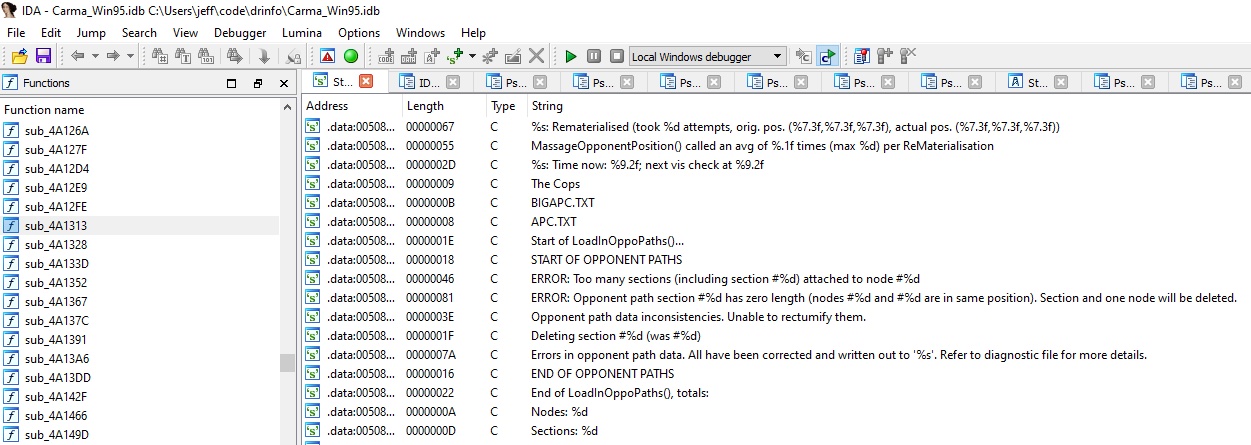 IDA - Carma_Win95.idb C:\Users\jeff\code\drinfo\Carma_Win95.idb
File Edit Jump Search View Debugger Lumina Options Windows Help
Local Windows debugger
Functions
St... ID... Ps... Ps... Ps... Ps... Ps... Ps... St... Ps... Ps...
Function name
Address Length Type String
sub_4A126A
sub_4A127F
sub_4A12D4
sub_4A12E9
sub_4A12FE
sub_4A1313
sub_4A1328
sub_4A133D
sub_4A1352
sub_4A1367
sub_4A137C
sub_4A1391
sub_4A13A6
sub_4A13DD
sub_4A142F
sub_4A1466
sub_4A149D
.data:00508... 00000067 C %s: Rematerialised (took %d attempts, orig. pos. (%7.3f,%7.3f,%7.3f), actual pos. (%7.3f,%7.3f,%7.3f))
.data:00508... 00000055 C MassageOpponentPosition() called an avg of %.1f times (max %d) per ReMaterialisation
.data:00508... 0000002D C %s: Time now: %9.2f; next vis check at %9.2f
.data:00508... 00000009 C The Cops
.data:00508... 0000000B C BIGAPC.TXT
.data:00508... 00000008 C APC.TXT
.data:00508... 0000001E C Start of LoadInOppoPaths()...
.data:00508... 00000018 C START OF OPPONENT PATHS
.data:00508... 00000046 C ERROR: Too many sections (including section #%d) attached to node #%d
.data:00508... 00000081 C ERROR: Opponent path section #%d has zero length (nodes #%d and #%d are in same position). Section and one node will be deleted.
.data:00508... 0000003E C Opponent path data inconsistencies. Unable to rectumify them.
.data:00508... 0000001F C Deleting section #%d (was #%d)
.data:00508... 0000007A C Errors in opponent path data. All have been corrected and written out to '%s'. Refer to diagnostic file for more details.
.data:00508... 00000016 C END OF OPPONENT PATHS
.data:00508... 00000022 C End of LoadInOppoPaths(), totals:
.data:00508... 0000000A C Nodes: %d
.data:00508... 0000000D C Sections: %d